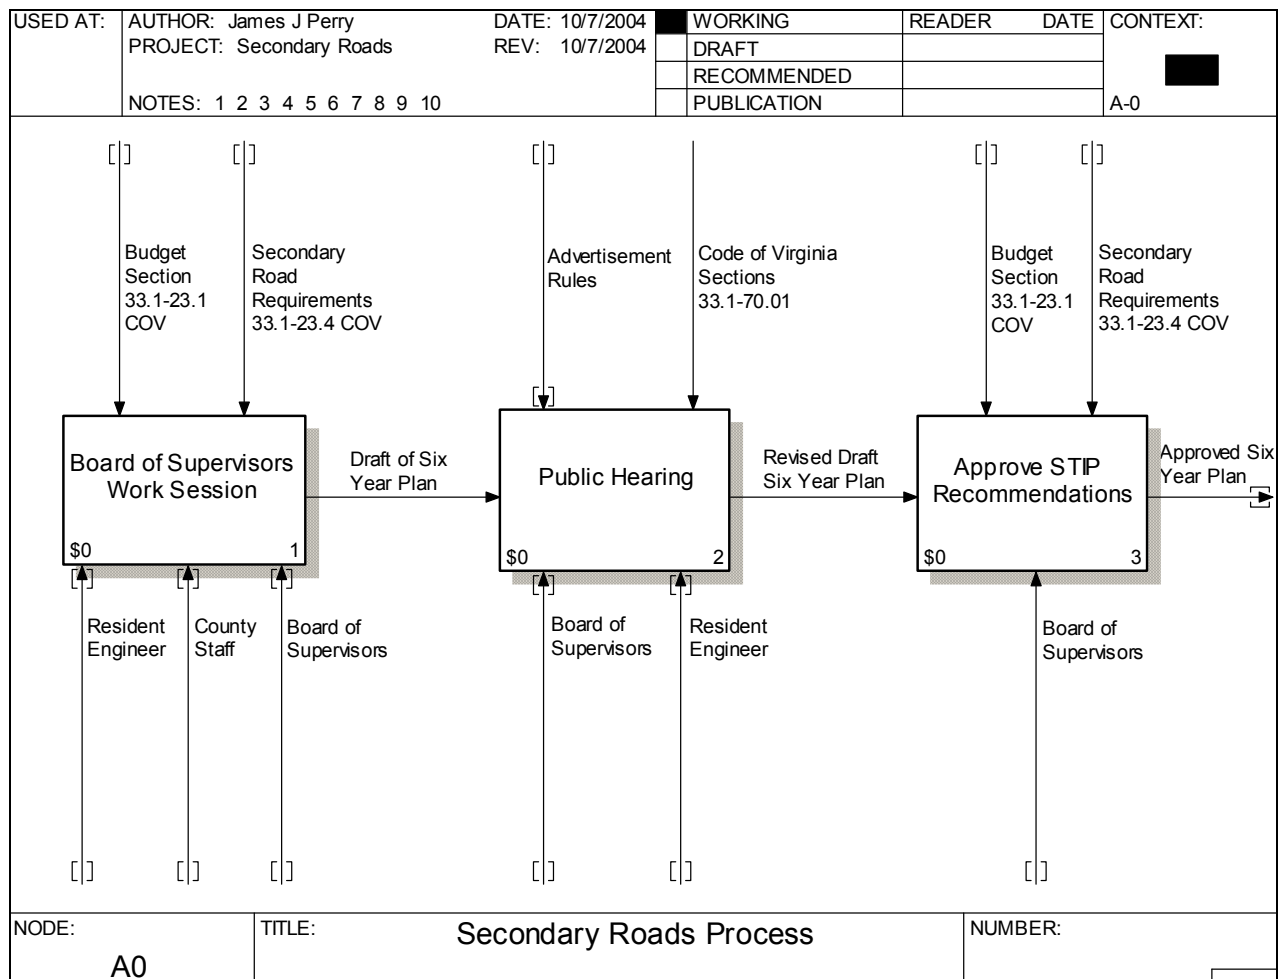 USED AT:
AUTHOR: James J Perry
DATE: 10/7/2004
PROJECT: Secondary Roads
REV: 10/7/2004
NOTES: 1 2 3 4 5 6 7 8 9 10
WORKING
DRAFT
RECOMMENDED
PUBLICATION
READER
DATE
CONTEXT:
A-0
Budget
Section
33.1-23.1
COV
Secondary
Road
Requirements
33.1-23.4 COV
Advertisement
Rules
Code of Virginia
Sections
33.1-70.01
Budget
Section
33.1-23.1
COV
Secondary
Road
Requirements
33.1-23.4 COV
Board of Supervisors
Work Session
$0
1
Draft of Six
Year Plan
Public Hearing
$0
2
Revised Draft
Six Year Plan
Approve STIP
Recommendations
$0
3
Approved Six
Year Plan
Resident
Engineer
County
Staff
Board of
Supervisors
Board of
Supervisors
Resident
Engineer
Board of
Supervisors
NODE:
A0
TITLE:
Secondary Roads Process
NUMBER: